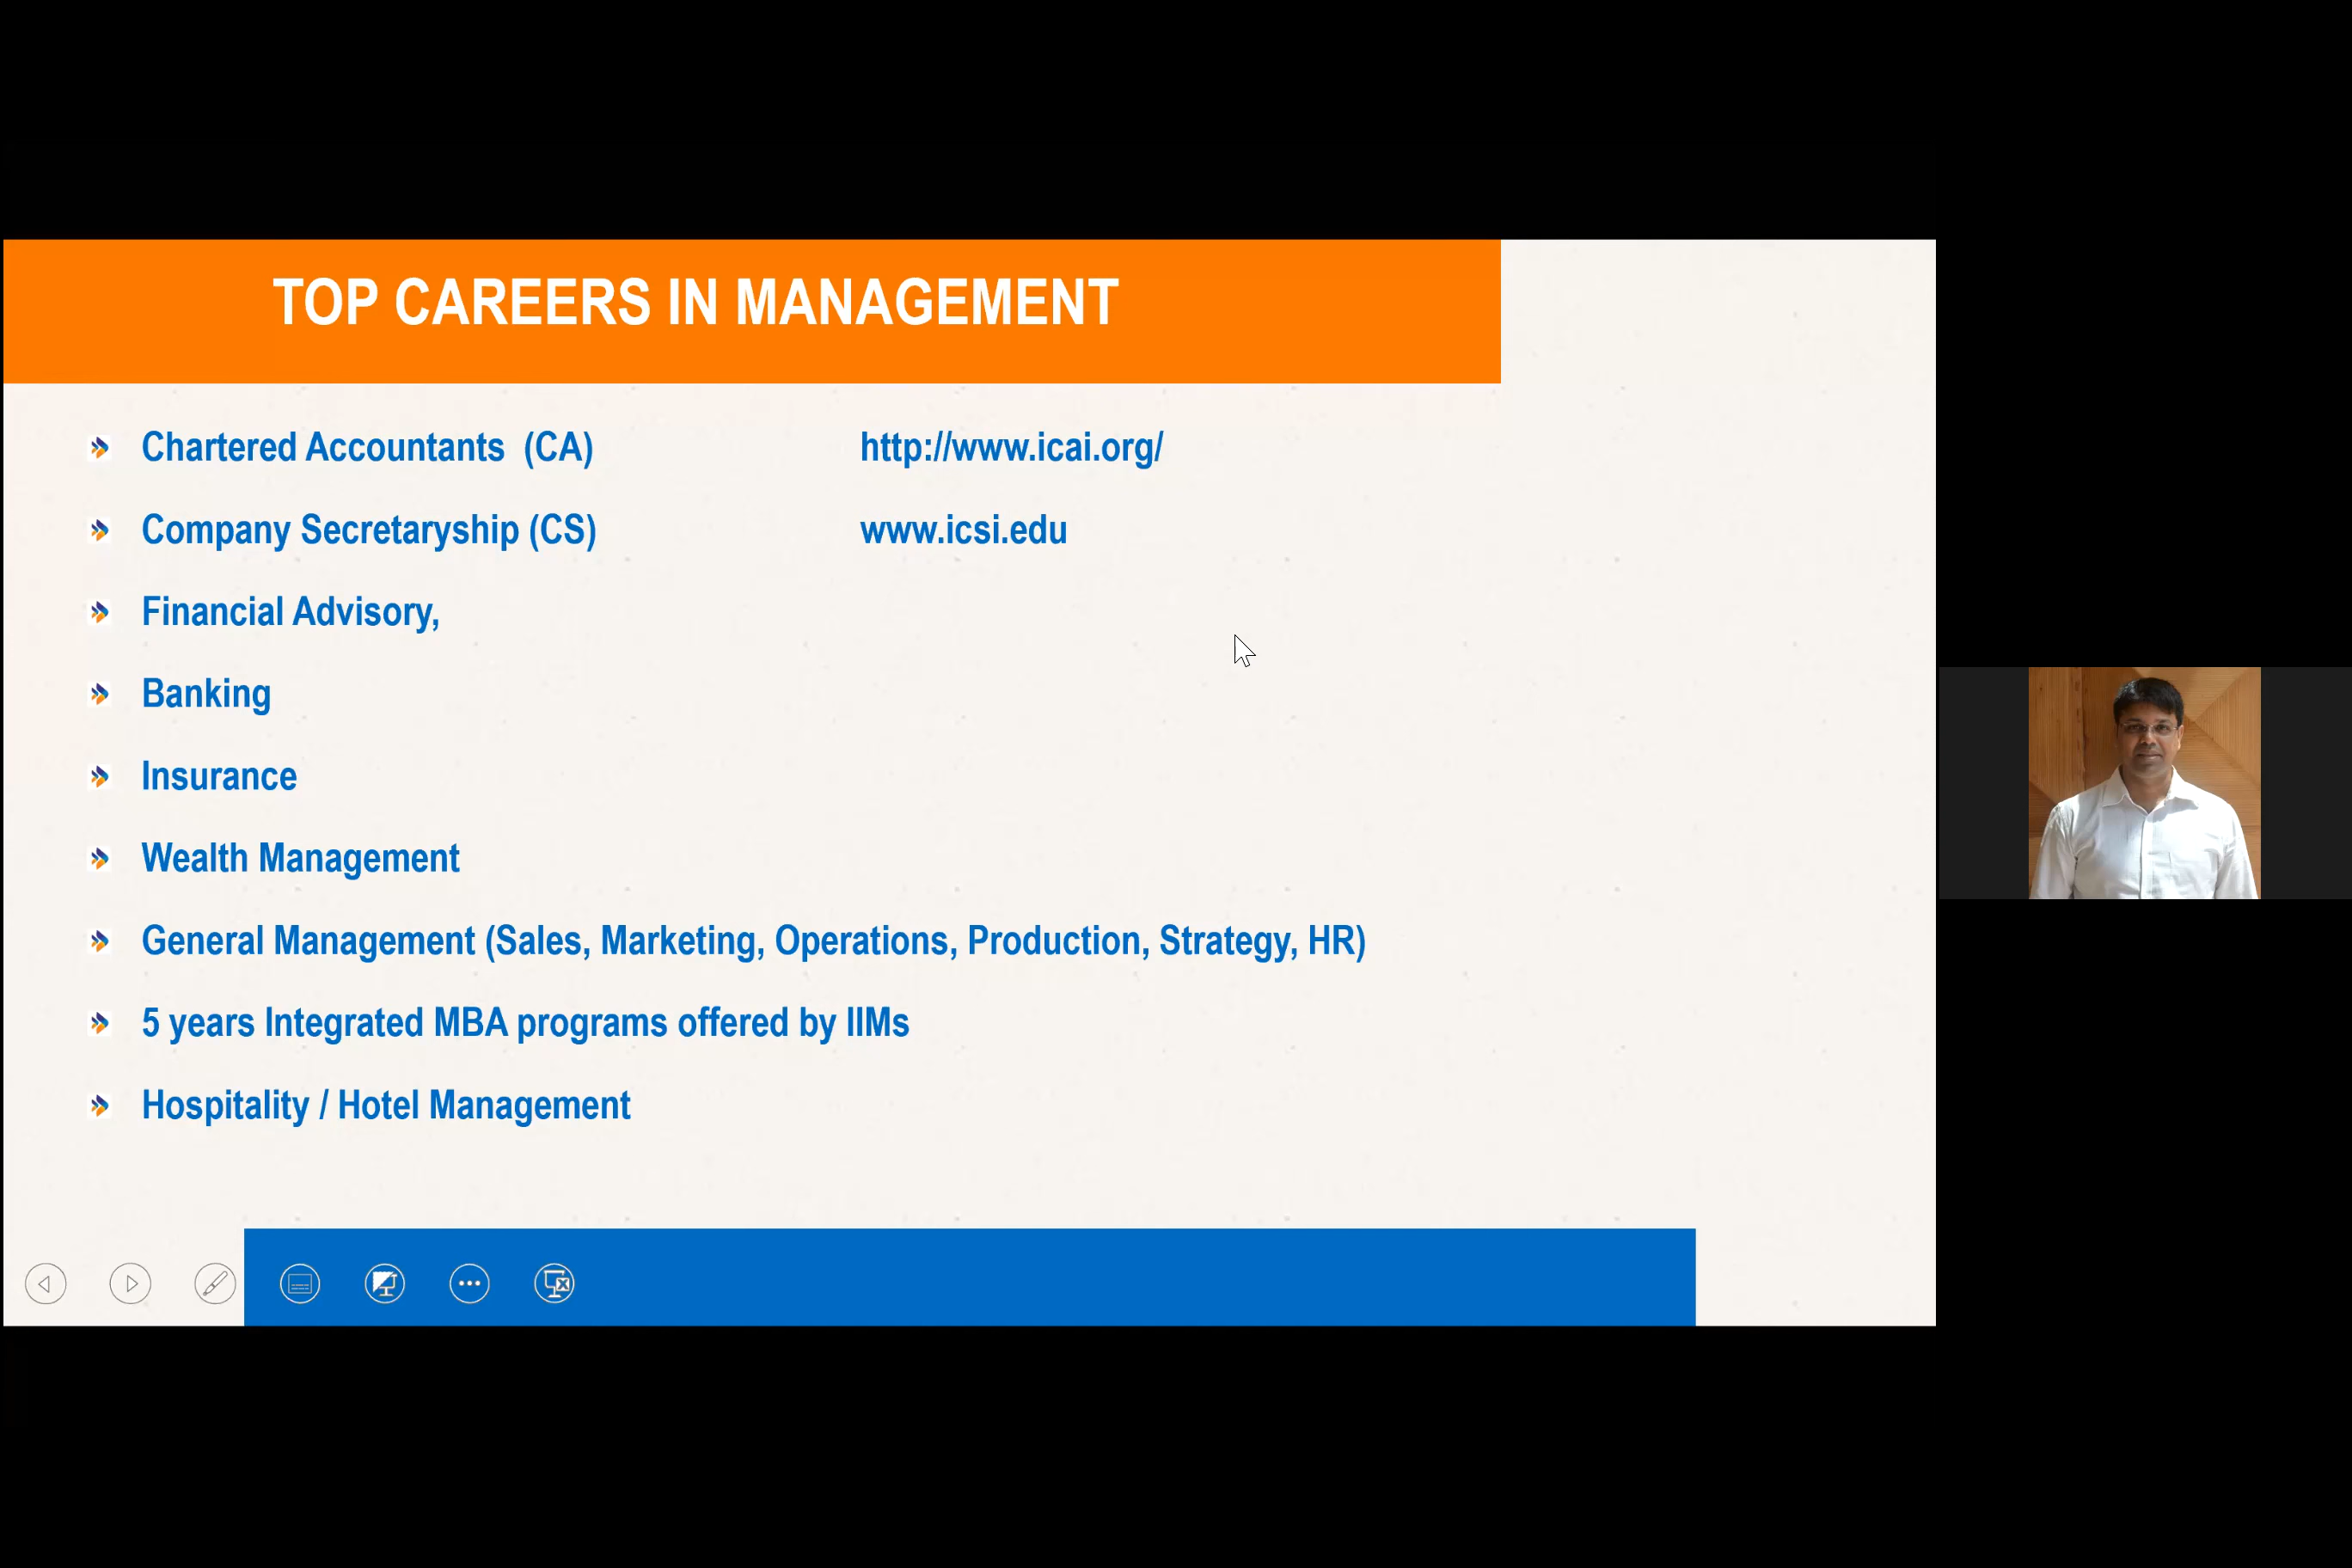 TOP CAREERS IN MANAGEMENT
Chartered Accountants (CA) http://www.icai.org/
Company Secretaryship (CS) www.icsi.edu
Financial Advisory,
Banking
Insurance
Wealth Management
General Management (Sales, Marketing, Operations, Production, Strategy, HR)
5 years Integrated MBA programs offered by IIMs
Hospitality / Hotel Management